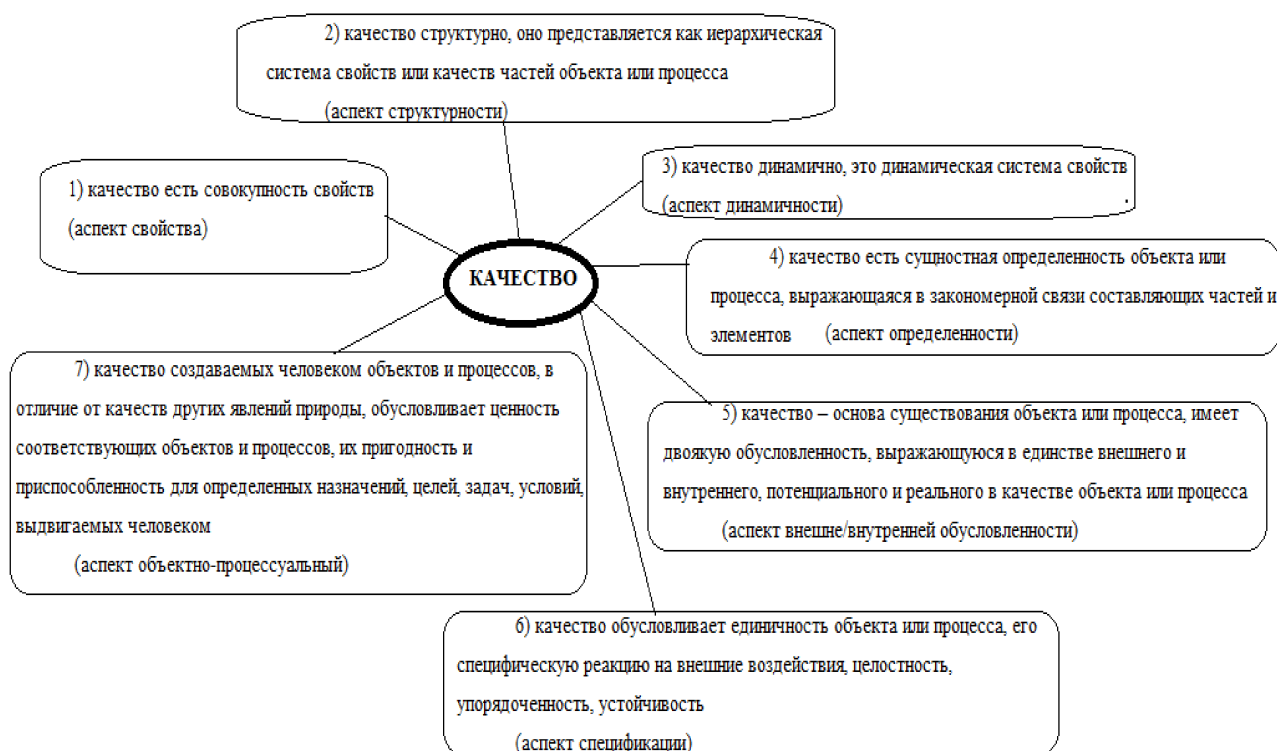 2) качество структурно, оно представляется как иерархическая
система свойств или качеств частей объекта или процесса
(аспект структурности)
1) качество есть совокупность свойств
(аспект свойства)
3) качество динамично, это динамическая система свойств
(аспект динамичности)
КАЧЕСТВО
4) качество есть сущностная определенность объекта или
процесса, выражающаяся в закономерной связи составляющих частей и
элементов (аспект определенности)
7) качество создаваемых человеком объектов и процессов, в
отличие от качеств других явлений природы, обусловливает ценность
соответствующих объектов и процессов, их пригодность и
приспособленность для определенных назначений, целей, задач, условий,
выдвигаемых человеком
(аспект объектно-процессуальный)
5) качество – основа существования объекта или процесса, имеет
двоякую обусловленность, выражающуюся в единстве внешнего и
внутреннего, потенциального и реального в качестве объекта или процесса
(аспект внешне/внутренней обусловленности)
6) качество обусловливает единичность объекта или процесса, его
специфическую реакцию на внешние воздействия, целостность,
упорядоченность, устойчивость
(аспект спецификации)